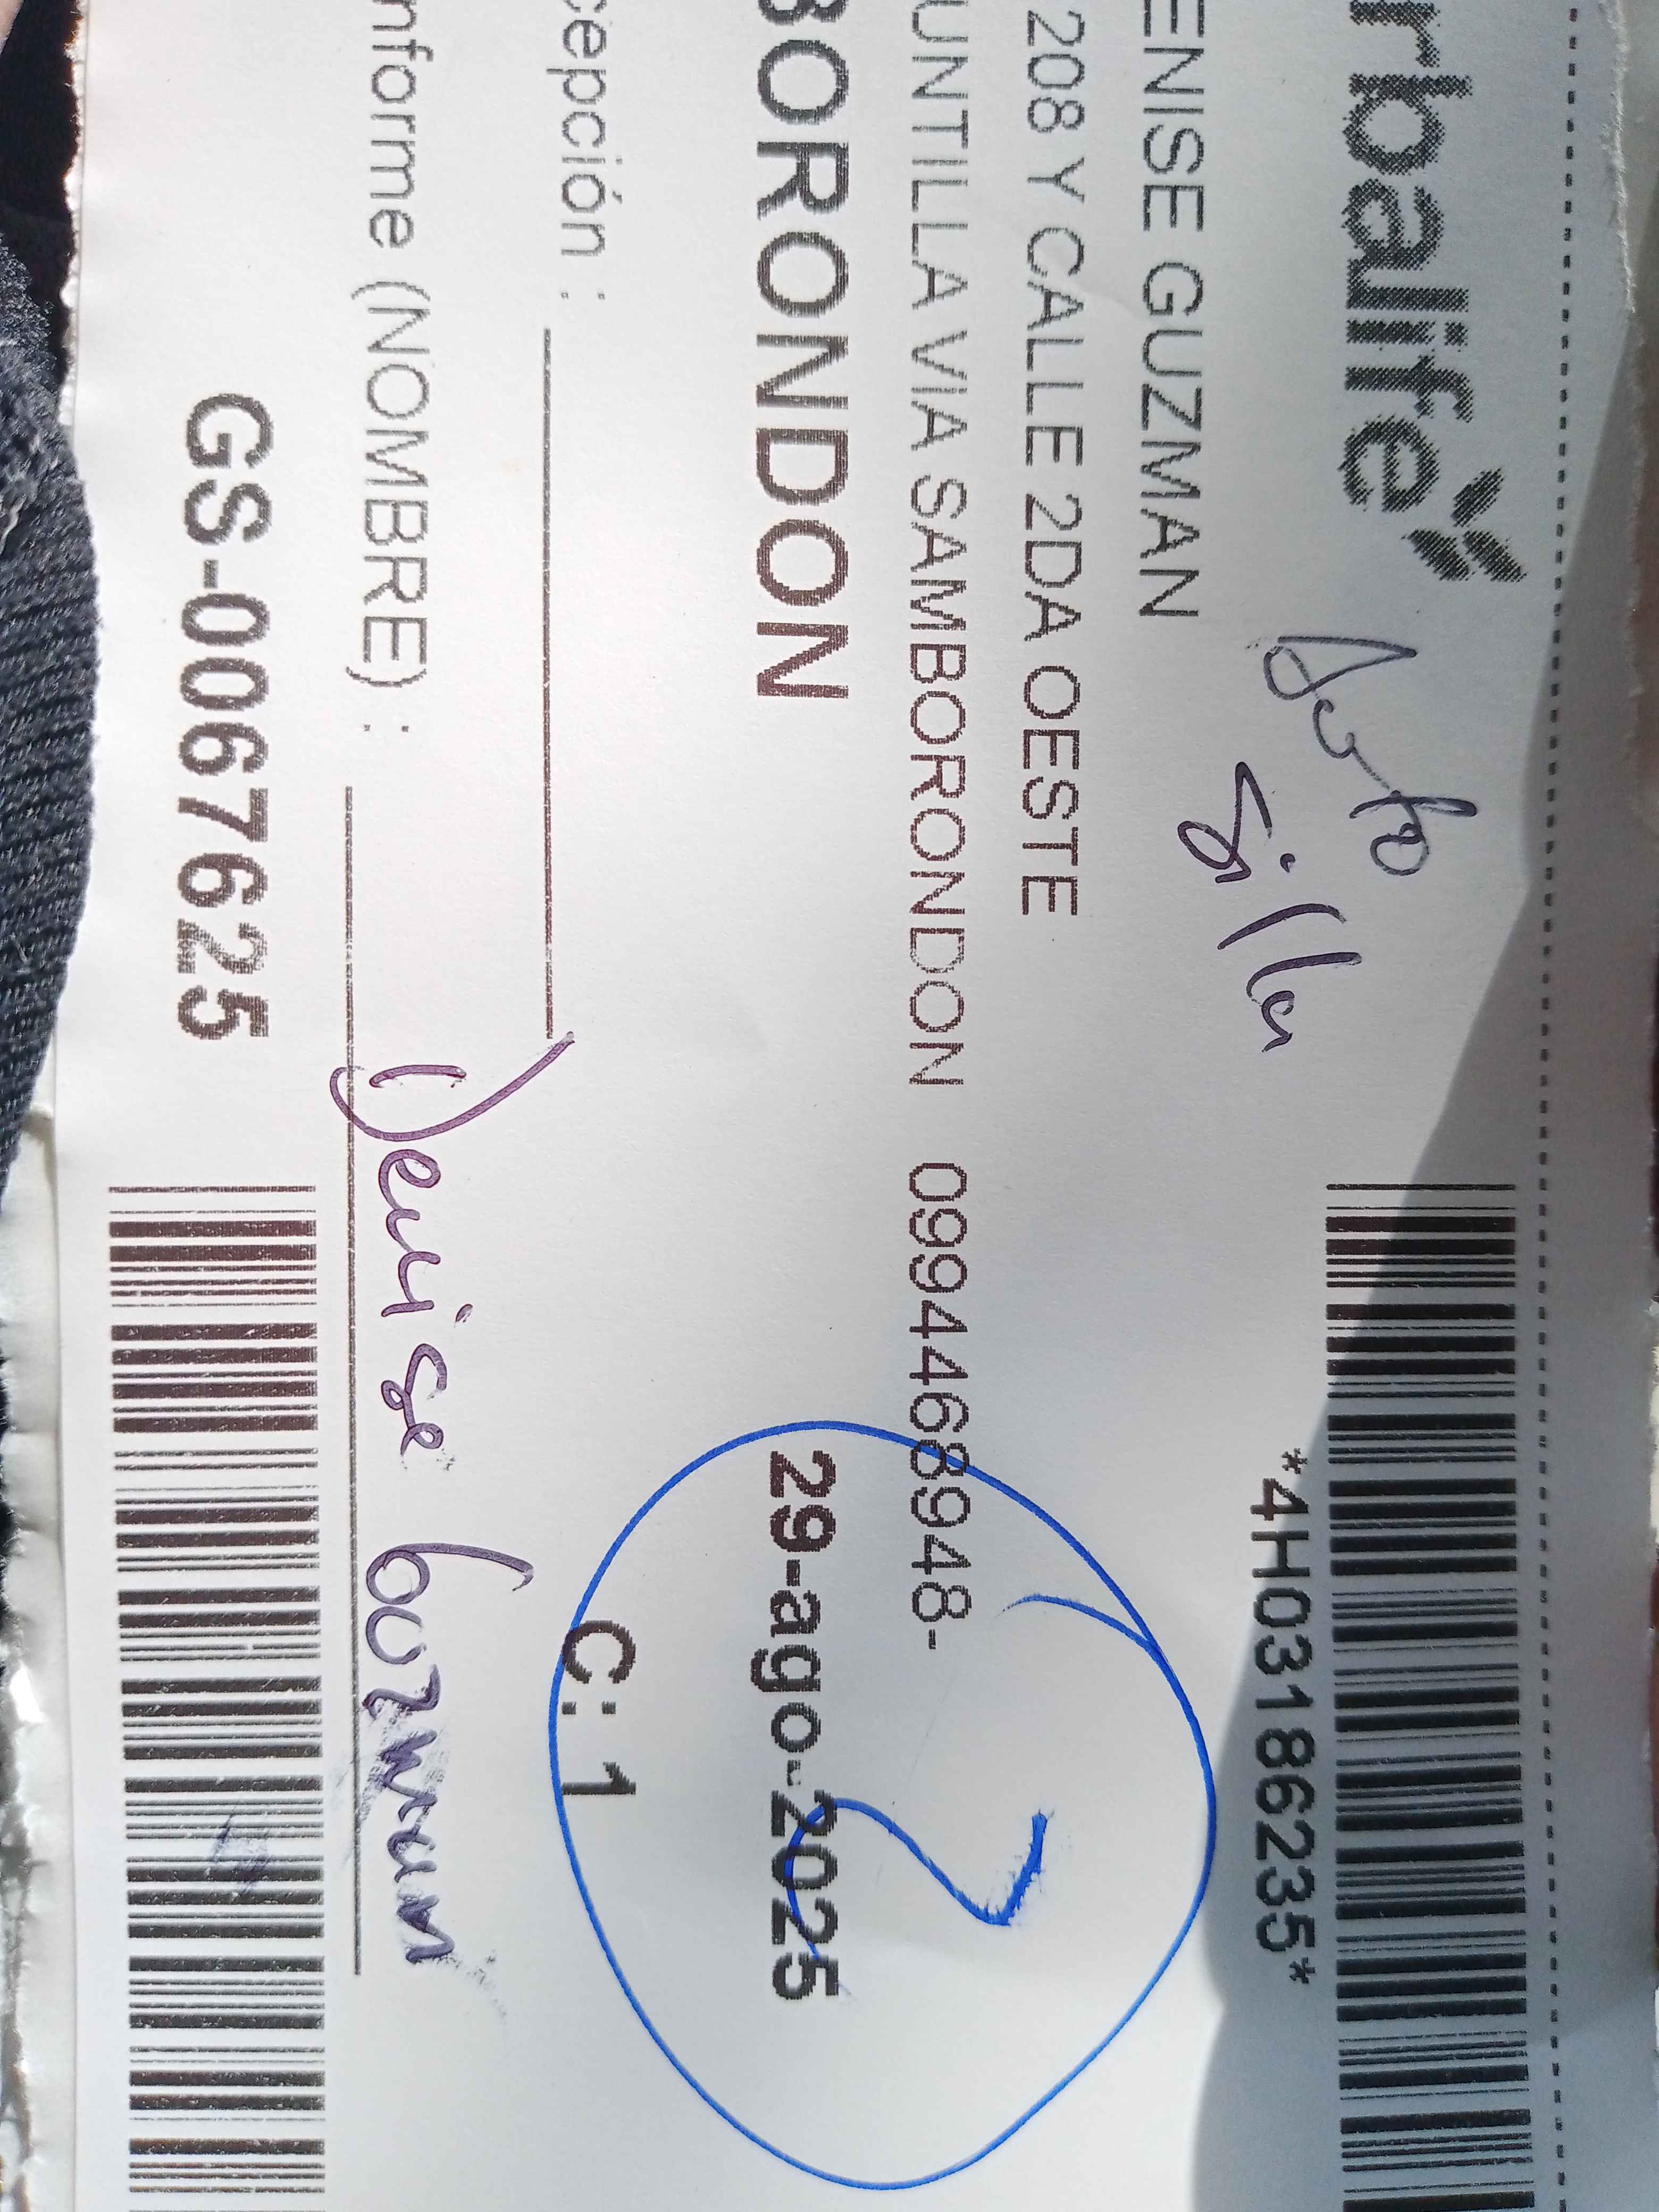 rbalife
*4H03186235*
ENISE GUZMAN
208 Y CALLE 2DA OESTE
UNTILLA VIA SAMBORONDON 0994468948-
BORONDON 29-ago-2025
2
cepción : C: 1
nforme (NOMBRE) : Denise Guzman
GS-0067625